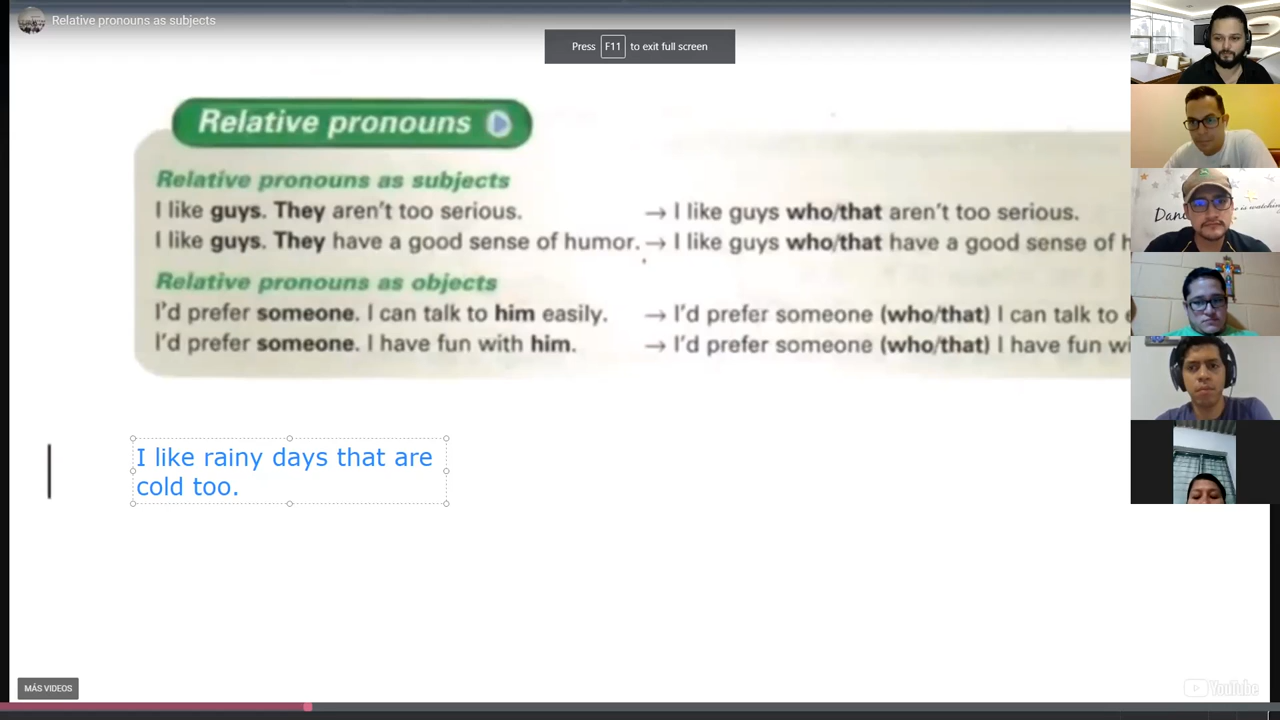 Relative pronouns as subjects
Press F11 to exit full screen
Relative pronouns
Relative pronouns as subjects
I like guys. They aren't too serious. → I like guys who/that aren't too serious.
I like guys. They have a good sense of humor. → I like guys who/that have a good sense of h
Relative pronouns as objects
I'd prefer someone. I can talk to him easily. → I'd prefer someone (who/that) I can talk to e
I'd prefer someone. I have fun with him. → I'd prefer someone (who/that) I have fun wi
I like rainy days that are
cold too.
MÁS VIDEOS
YouTube